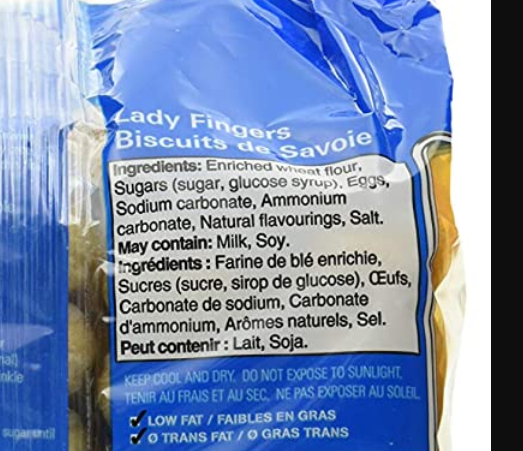 Lady Fingers
Biscuits de Savoie
Ingredients: Enriched wheat flour,
Sugars (sugar, glucose syrup), Eggs,
Sodium carbonate, Ammonium
carbonate, Natural flavourings, Salt.
May contain: Milk, Soy.
Ingrédients : Farine de blé enrichie,
Sucres (sucre, sirop de glucose), Œufs,
Carbonate de sodium, Carbonate
d'ammonium, Arômes naturels, Sel.
Peut contenir : Lait, Soja.
KEEP COOL AND DRY. DO NOT EXPOSE TO SUNLIGHT.
TENIR AU FRAIS ET AU SEC. NE PAS EXPOSER AU SOLEIL
✓ LOW FAT / FAIBLES EN GRAS
✓ Ø TRANS FAT / Ø GRAS TRANS
sugar until